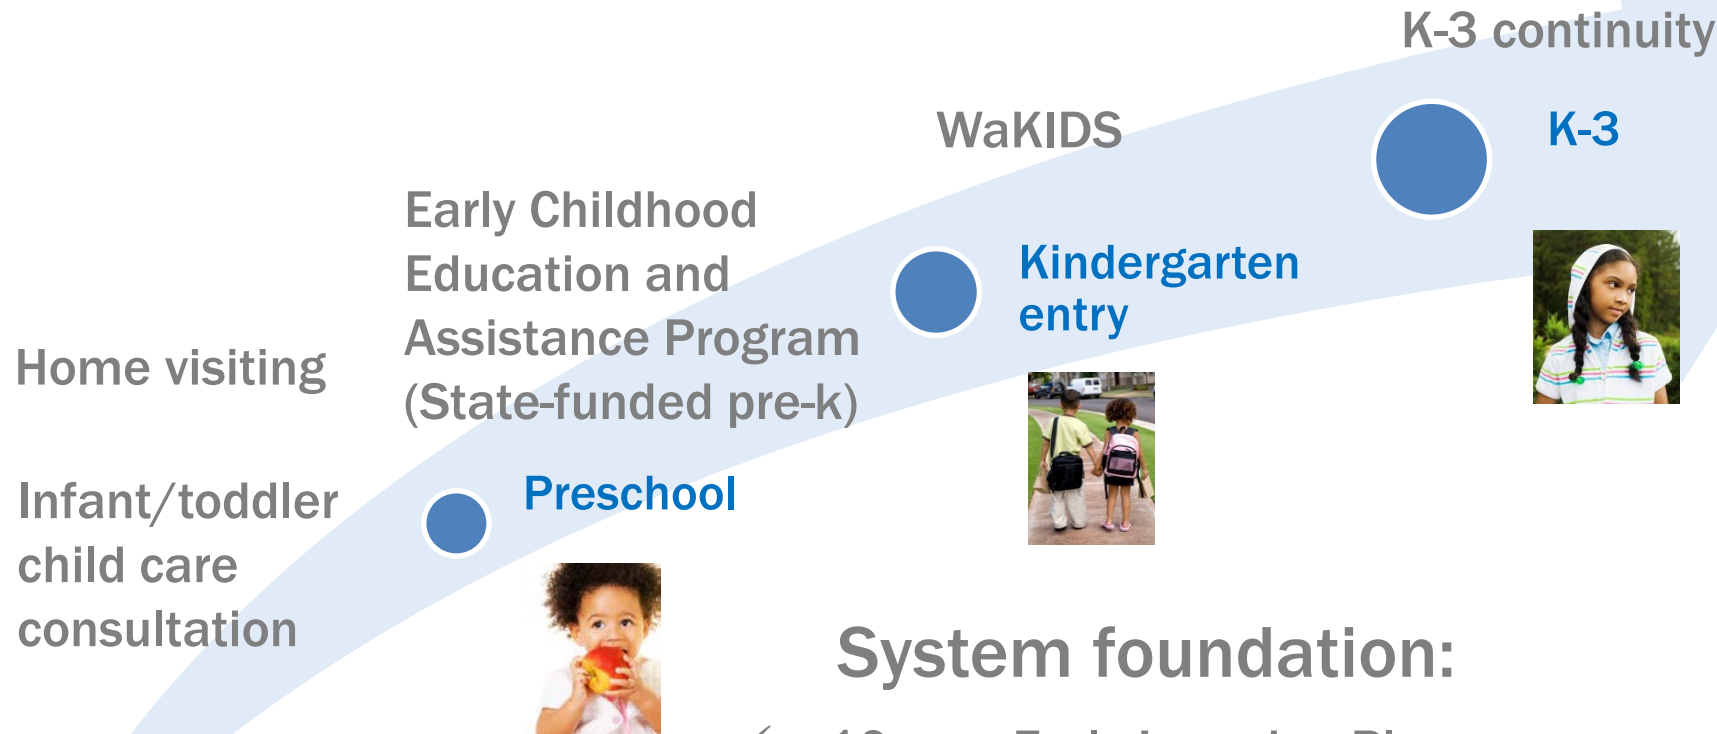 K-3 continuity
WaKIDS
K-3
Early Childhood
Education and
Assistance Program
(State-funded pre-k)
Kindergarten
entry
Home visiting
Preschool
Infant/toddler
child care
consultation
System foundation: